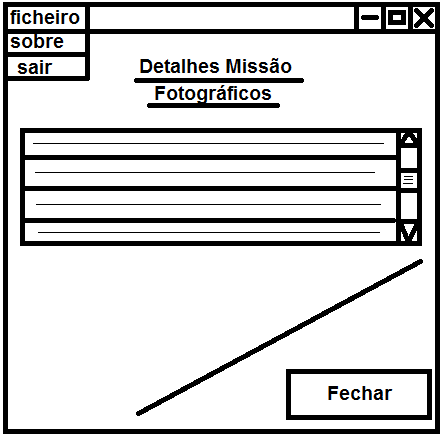 ficheiro
sobre
sair
Detalhes Missão
Fotográficos
Fechar